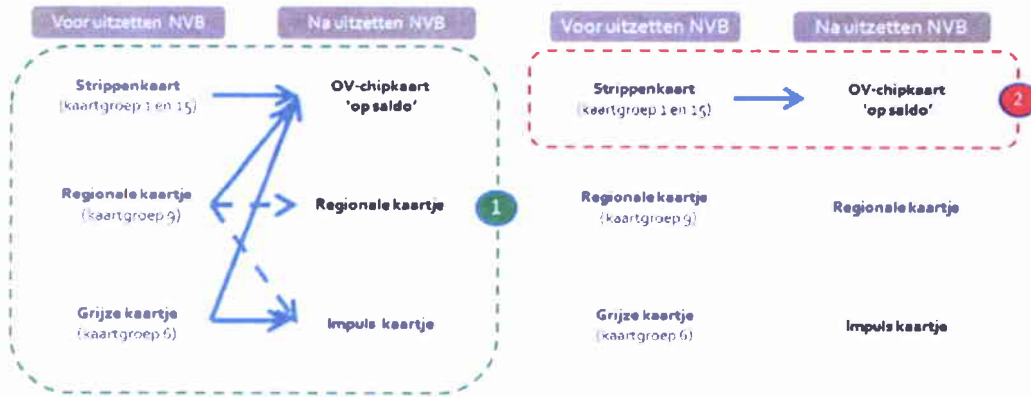 Voor uitzetten NVB
Na uitzetten NVB
Strippenkaart
(kaartgroep 1 en 15)
OV-chipkaart
'op saldo'
Regionale kaartje
(kaartgroep 9)
Regionale kaartje
1
Grijze kaartje
(kaartgroep 6)
Impuls kaartje
Voor uitzetten NVB
Na uitzetten NVB
Strippenkaart
(kaartgroep 1 en 15)
OV-chipkaart
'op saldo'
2
Regionale kaartje
(kaartgroep 9)
Regionale kaartje
Grijze kaartje
(kaartgroep 6)
Impuls kaartje